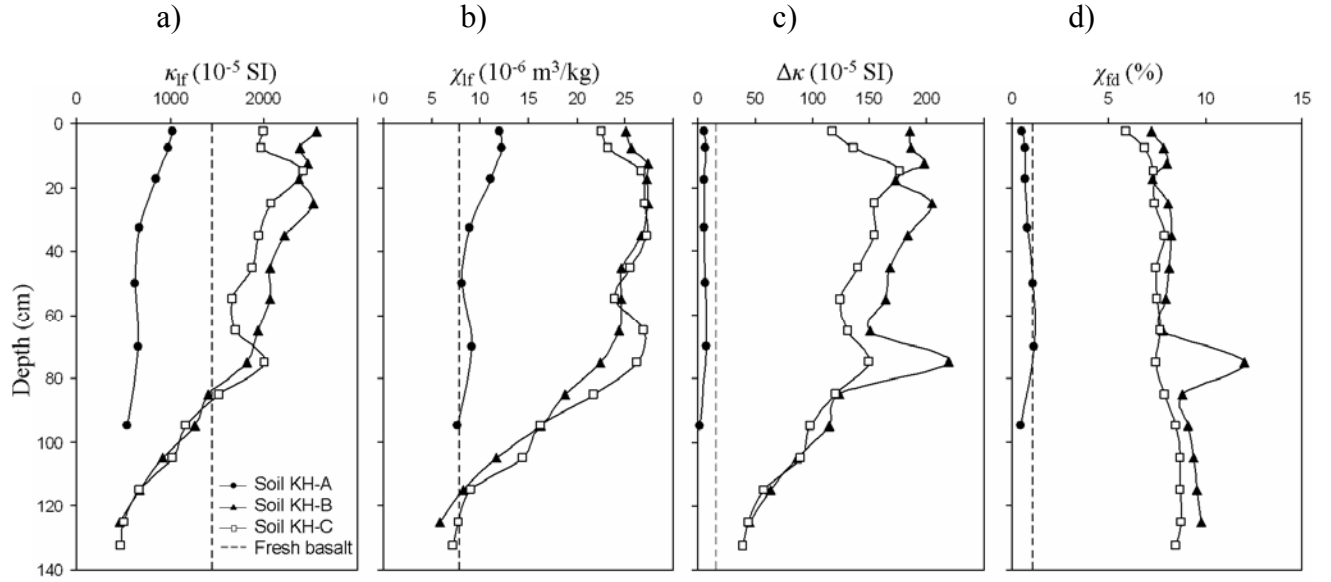 a) b) c) d)
κlf (10-5 SI) χlf (10-6 m3/kg) Δκ (10-5 SI) χfd (%)
0 1000 2000 0 5 10 15 20 25 0 50 100 150 200 0 5 10 15
0
20
40
60
80
100
120
140
Depth (cm)
Soil KH-A
Soil KH-B
Soil KH-C
Fresh basalt